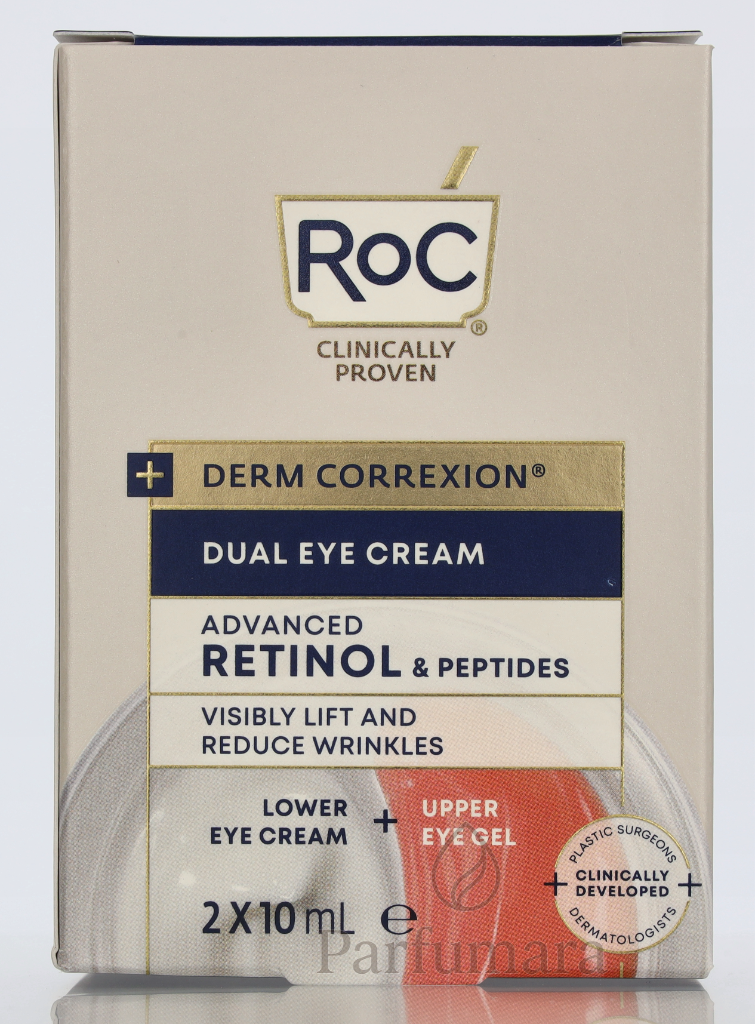 RoC®
CLINICALLY
PROVEN
+ DERM CORREXION®
DUAL EYE CREAM
ADVANCED
RETINOL & PEPTIDES
VISIBLY LIFT AND
REDUCE WRINKLES
LOWER
EYE CREAM
+
UPPER
EYE GEL
PLASTIC SURGEONS
+ CLINICALLY +
DEVELOPED
DERMATOLOGISTS
2 X 10 mL ℮
Parfumara